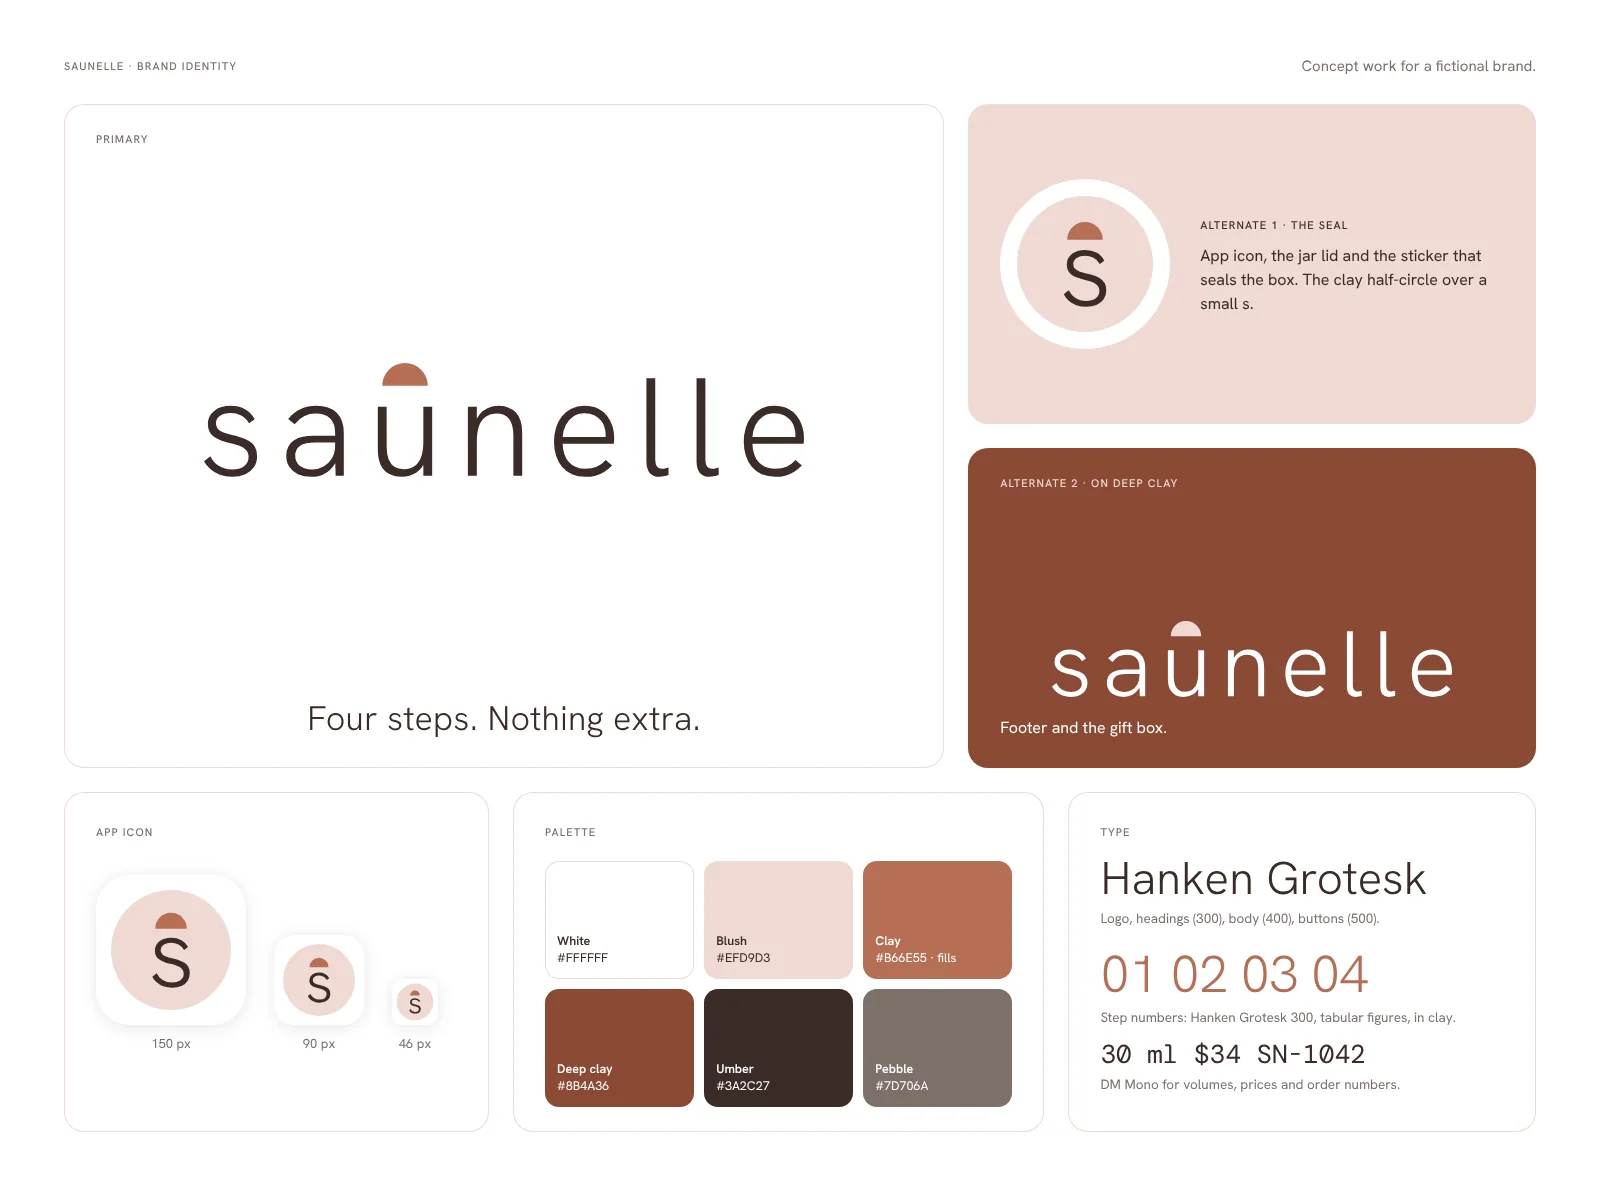 SAUNELLE · BRAND IDENTITY
Concept work for a fictional brand.
PRIMARY
saunelle
Four steps. Nothing extra.
s
ALTERNATE 1 · THE SEAL
App icon, the jar lid and the sticker that
seals the box. The clay half-circle over a
small s.
ALTERNATE 2 · ON DEEP CLAY
saunelle
Footer and the gift box.
APP ICON
s
s
s
150 px
90 px
46 px
PALETTE
White
#FFFFFF
Blush
#EFD9D3
Clay
#B66E55 · fills
Deep clay
#8B4A36
Umber
#3A2C27
Pebble
#7D706A
TYPE
Hanken Grotesk
Logo, headings (300), body (400), buttons (500).
01 02 03 04
Step numbers: Hanken Grotesk 300, tabular figures, in clay.
30 ml $34 SN-1042
DM Mono for volumes, prices and order numbers.